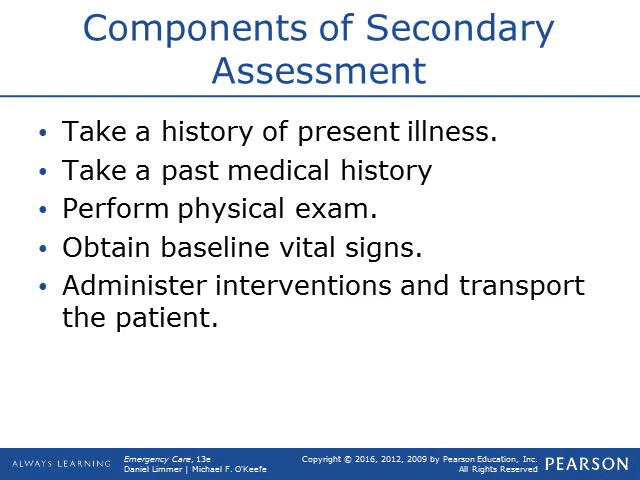 Components of Secondary
Assessment
• Take a history of present illness.
• Take a past medical history
• Perform physical exam.
• Obtain baseline vital signs.
• Administer interventions and transport
the patient.
ALWAYS LEARNING
Emergency Care, 13e
Daniel Limmer | Michael F. O'Keefe
Copyright © 2016, 2012, 2009 by Pearson Education, Inc.
All Rights Reserved
PEARSON